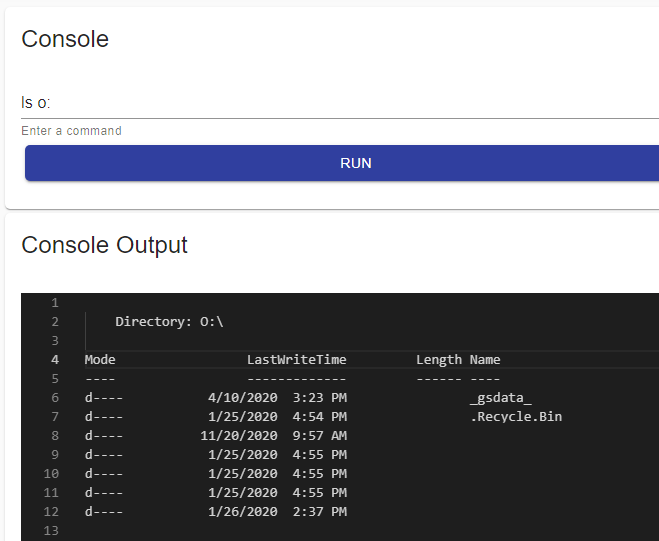 Console
ls o:
Enter a command
RUN
Console Output
1
2 Directory: O:\
3
4 Mode LastWriteTime Length Name
5 ---- ------------- ------ ----
6 d---- 4/10/2020 3:23 PM _gsdata_
7 d---- 1/25/2020 4:54 PM .Recycle.Bin
8 d---- 11/20/2020 9:57 AM
9 d---- 1/25/2020 4:55 PM
10 d---- 1/25/2020 4:55 PM
11 d---- 1/25/2020 4:55 PM
12 d---- 1/26/2020 2:37 PM
13